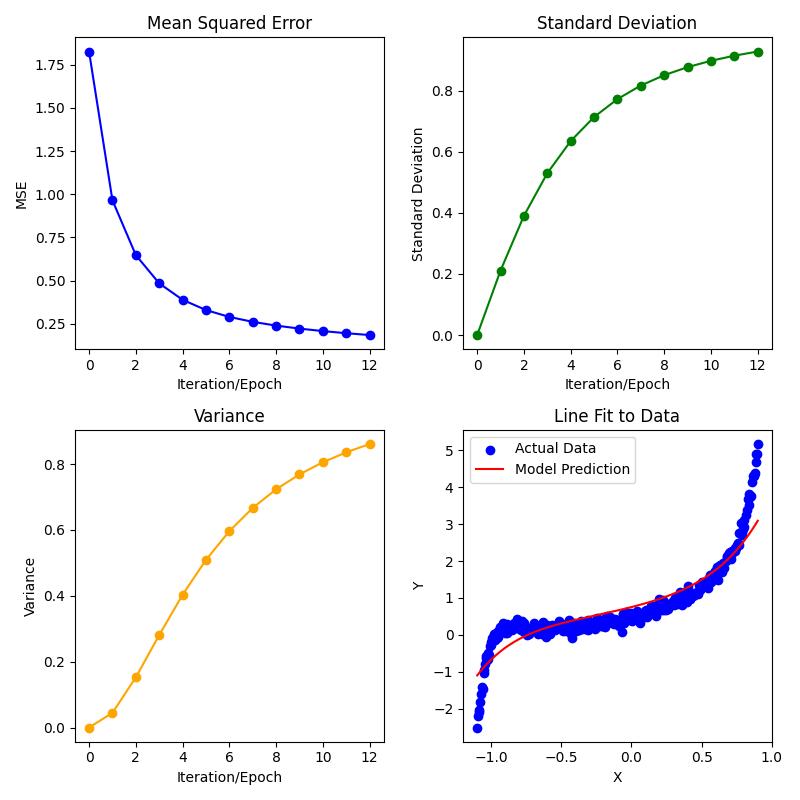 Mean Squared Error
MSE
1.75
1.50
1.25
1.00
0.75
0.50
0.25
0 2 4 6 8 10 12
Iteration/Epoch
Standard Deviation
Standard Deviation
0.8
0.6
0.4
0.2
0.0
0 2 4 6 8 10 12
Iteration/Epoch
Variance
Variance
0.8
0.6
0.4
0.2
0.0
0 2 4 6 8 10 12
Iteration/Epoch
Line Fit to Data
Actual Data
Model Prediction
Y
5
4
3
2
1
0
−1
−2
−1.0 −0.5 0.0 0.5 1.0
X